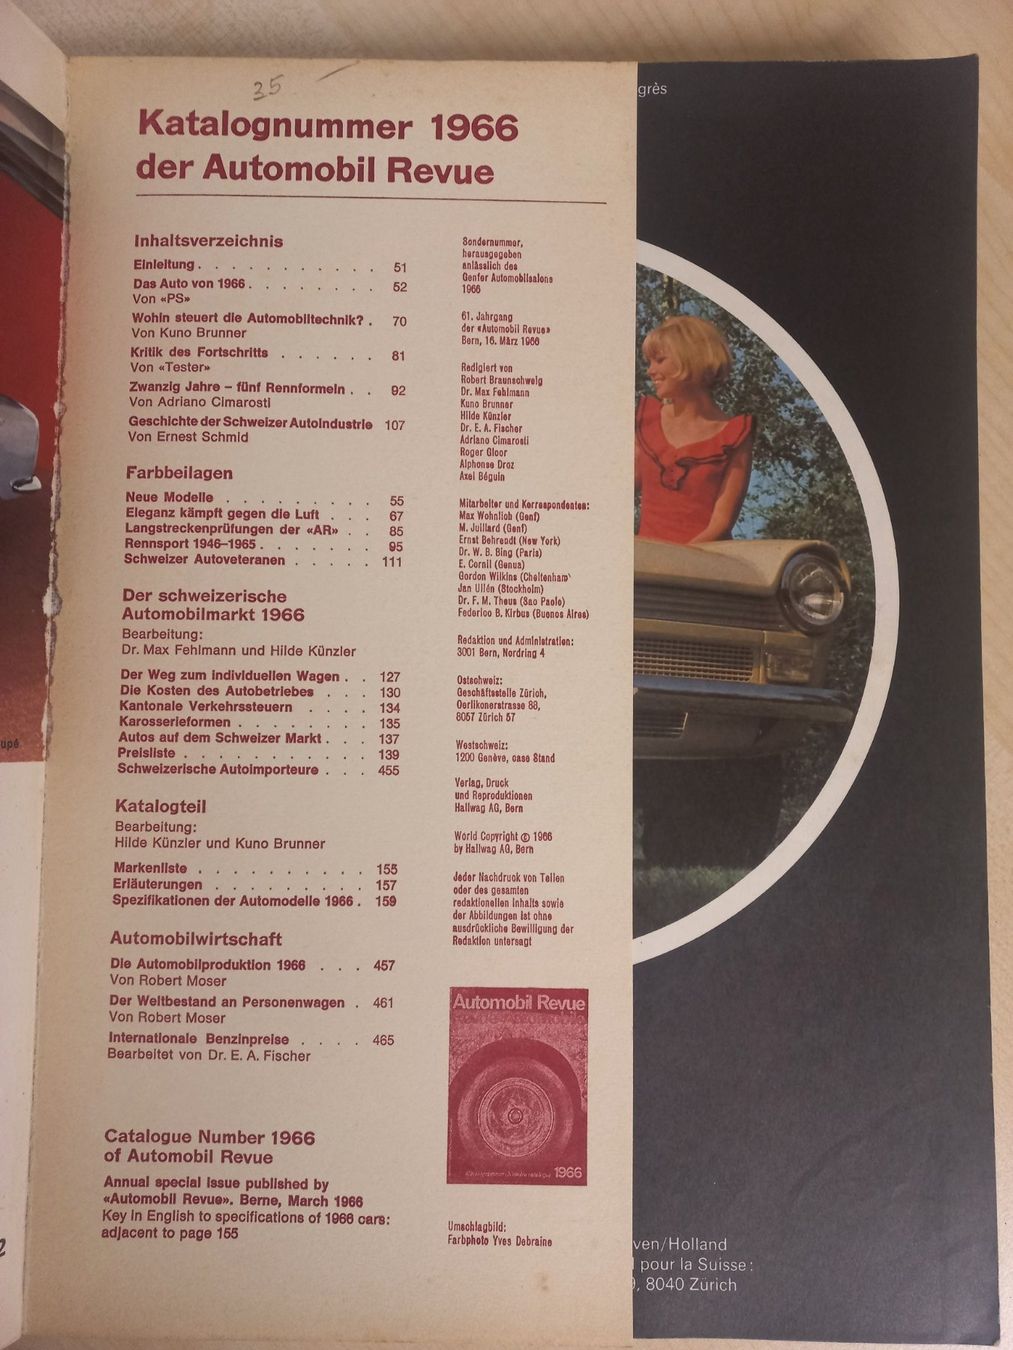 35
Katalognummer 1966
der Automobil Revue
Inhaltsverzeichnis
Einleitung . . . . . . . . . . . 51
Das Auto von 1966 . . . . . . . . 52
Von «PS»
Wohin steuert die Automobiltechnik? . 70
Von Kuno Brunner
Kritik des Fortschritts . . . . . . 81
Von «Tester»
Zwanzig Jahre – fünf Rennformeln . . 92
Von Adriano Cimarosti
Geschichte der Schweizer Autoindustrie 107
Von Ernest Schmid
Farbbeilagen
Neue Modelle . . . . . . . . . 55
Eleganz kämpft gegen die Luft . . . 67
Langstreckenprüfungen der «AR» . . 85
Rennsport 1946–1965 . . . . . . . 95
Schweizer Autoveteranen . . . . . 111
Der schweizerische
Automobilmarkt 1966
Bearbeitung:
Dr. Max Fehlmann und Hilde Künzler
Der Weg zum individuellen Wagen . . 127
Die Kosten des Autobetriebes . . . 130
Kantonale Verkehrssteuern . . . . 134
Karosserieformen . . . . . . . . 135
Autos auf dem Schweizer Markt . . . 137
Preisliste . . . . . . . . . . . 139
Schweizerische Autoimporteure . . . 455
Katalogteil
Bearbeitung:
Hilde Künzler und Kuno Brunner
Markenliste . . . . . . . . . . 155
Erläuterungen . . . . . . . . . 157
Spezifikationen der Automodelle 1966 . 159
Automobilwirtschaft
Die Automobilproduktion 1966 . . . 457
Von Robert Moser
Der Weltbestand an Personenwagen . 461
Von Robert Moser
Internationale Benzinpreise . . . . 465
Bearbeitet von Dr. E. A. Fischer
Catalogue Number 1966
of Automobil Revue
Annual special issue published by
«Automobil Revue». Berne, March 1966
Key in English to specifications of 1966 cars:
adjacent to page 155
Sondernummer,
herausgegeben
anlässlich des
Genfer Automobilsalons
1966
61. Jahrgang
der «Automobil Revue»
Bern, 16. März 1966
Redigiert von
Robert Braunschweig
Dr. Max Fehlmann
Kuno Brunner
Hilde Künzler
Dr. E. A. Fischer
Adriano Cimarosti
Roger Gloor
Alphonse Droz
Axel Béguin
Mitarbeiter und Korrespondenten:
Max Wohnlich (Genf)
M. Juillard (Genf)
Ernst Behrendt (New York)
Dr. W. B. Bing (Paris)
E. Cornil (Genua)
Gordon Wilkins (Cheltenham)
Jan Ullén (Stockholm)
Dr. F. M. Theus (Sao Paolo)
Federico B. Kirbus (Buenos Aires)
Redaktion und Administration:
3001 Bern, Nordring 4
Ostschweiz:
Geschäftsstelle Zürich,
Oerlikonerstrasse 88,
8057 Zürich 57
Westschweiz:
1200 Genève, case Stand
Verlag, Druck
und Reproduktionen
Hallwag AG, Bern
World Copyright © 1966
by Hallwag AG, Bern
Jeder Nachdruck von Teilen
oder des gesamten
redaktionellen Inhalts sowie
der Abbildungen ist ohne
ausdrückliche Bewilligung der
Redaktion untersagt
Automobil Revue
1966
Umschlagbild:
Farbphoto Yves Debraine
grès
ven/Holland
l pour la Suisse:
9, 8040 Zürich
upé